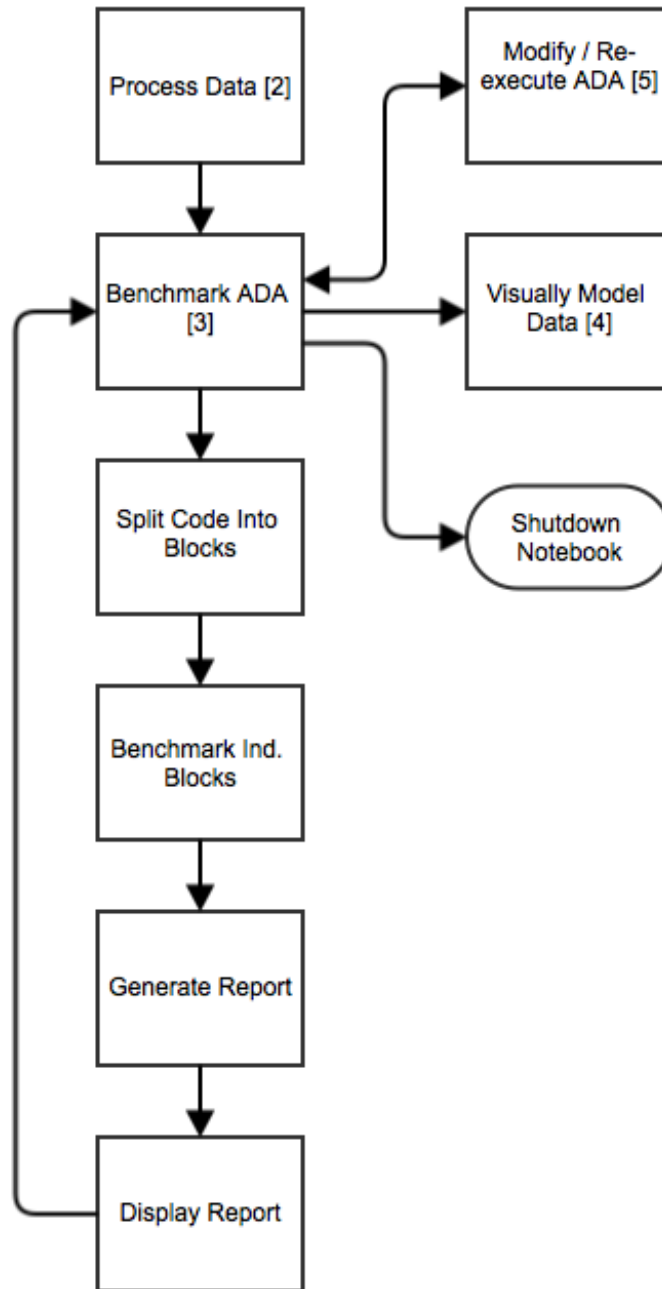 Process Data [2]
Modify / Re-
execute ADA [5]
Benchmark ADA
[3]
Visually Model
Data [4]
Split Code Into
Blocks
Shutdown
Notebook
Benchmark Ind.
Blocks
Generate Report
Display Report